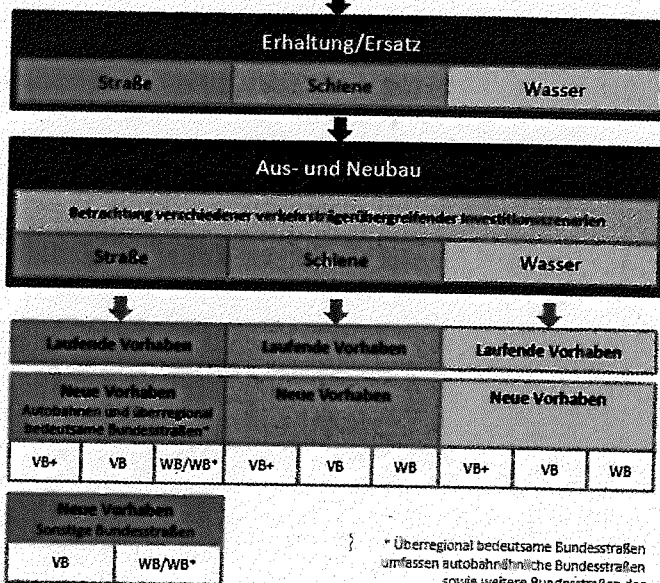 Erhaltung/Ersatz
Straße Schiene Wasser
Aus- und Neubau
Betrachtung verschiedener verkehrsträgerübergreifender Investitionsszenarien
Straße Schiene Wasser
Laufende Vorhaben Laufende Vorhaben Laufende Vorhaben
Neue Vorhaben Neue Vorhaben Neue Vorhaben
Autobahnen und überregional
bedeutsame Bundesstraßen*
VB+ VB WB/WB* VB+ VB WB VB+ VB WB
Neue Vorhaben
Sonstige Bundesstraßen
VB WB/WB*
* Überregional bedeutsame Bundesstraßen
umfassen autobahnähnliche Bundesstraßen
sowie weitere Bundesstraßen des